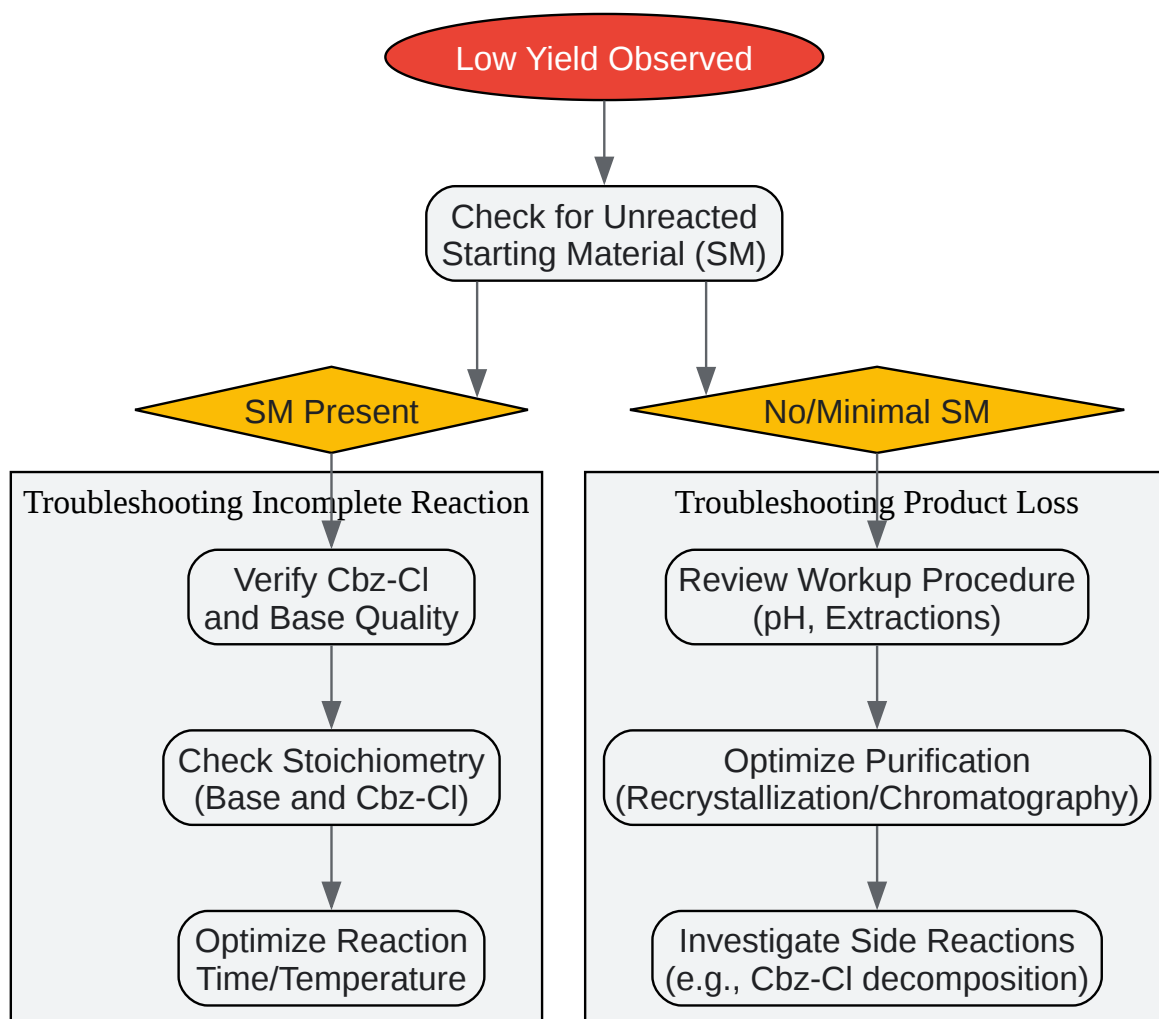 Low Yield Observed
Check for Unreacted
Starting Material (SM)
SM Present
No/Minimal SM
Troubleshooting Incomplete Reaction
Verify Cbz-Cl
and Base Quality
Check Stoichiometry
(Base and Cbz-Cl)
Optimize Reaction
Time/Temperature
Troubleshooting Product Loss
Review Workup Procedure
(pH, Extractions)
Optimize Purification
(Recrystallization/Chromatography)
Investigate Side Reactions
(e.g., Cbz-Cl decomposition)